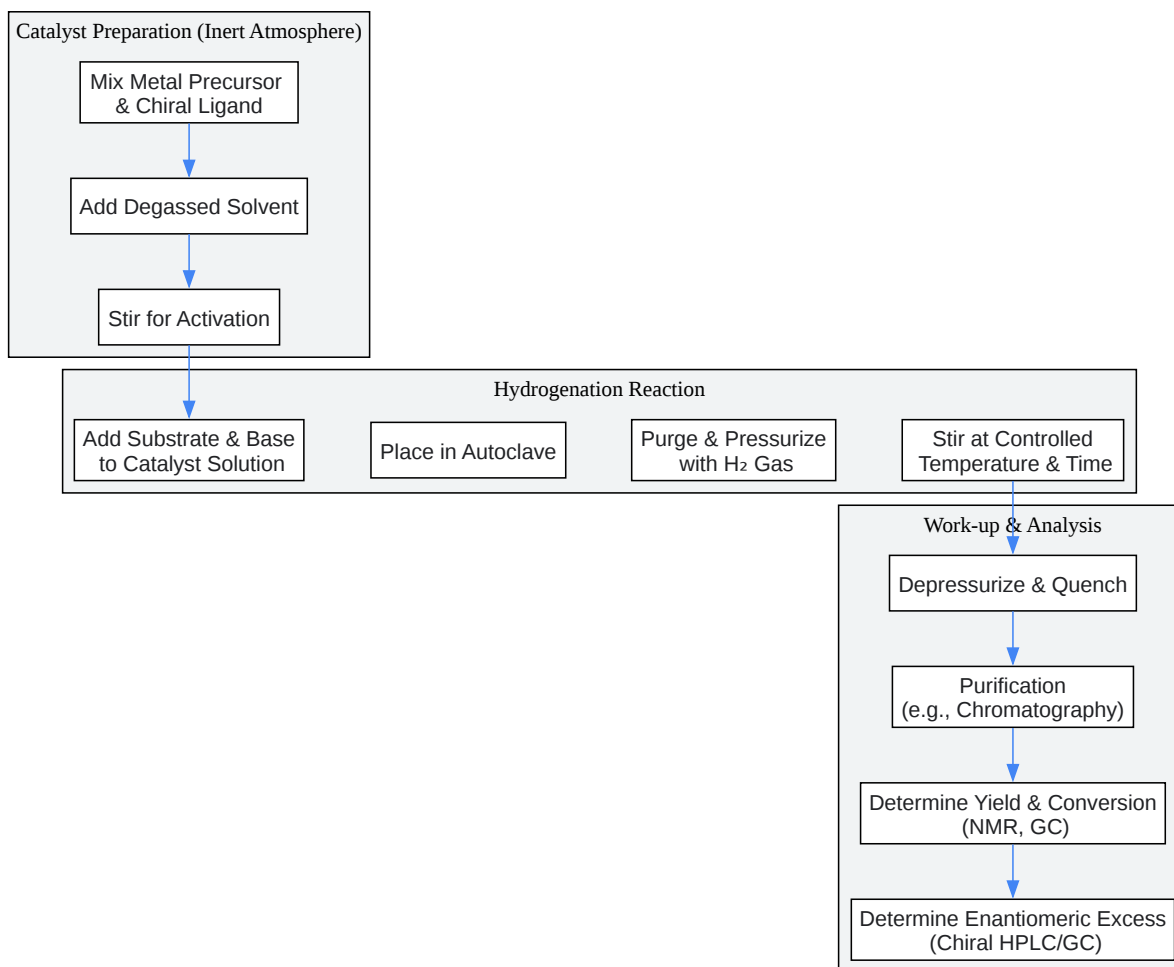 Catalyst Preparation (Inert Atmosphere)
Mix Metal Precursor
& Chiral Ligand
Add Degassed Solvent
Stir for Activation
Hydrogenation Reaction
Add Substrate & Base
to Catalyst Solution
Place in Autoclave
Purge & Pressurize
with H₂ Gas
Stir at Controlled
Temperature & Time
Work-up & Analysis
Depressurize & Quench
Purification
(e.g., Chromatography)
Determine Yield & Conversion
(NMR, GC)
Determine Enantiomeric Excess
(Chiral HPLC/GC)